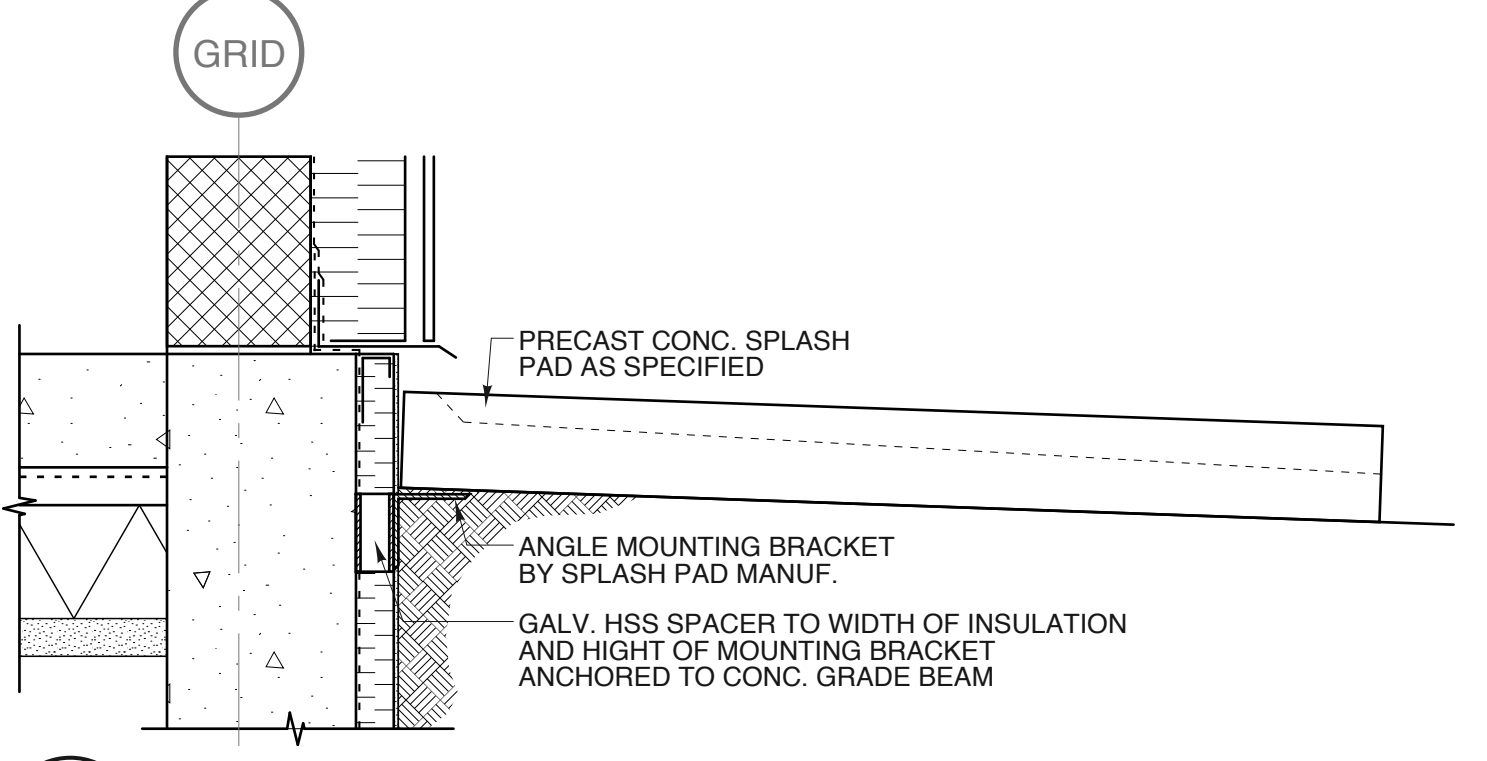 GRID
PRECAST CONC. SPLASH
PAD AS SPECIFIED
ANGLE MOUNTING BRACKET
BY SPLASH PAD MANUF.
GALV. HSS SPACER TO WIDTH OF INSULATION
AND HIGHT OF MOUNTING BRACKET
ANCHORED TO CONC. GRADE BEAM